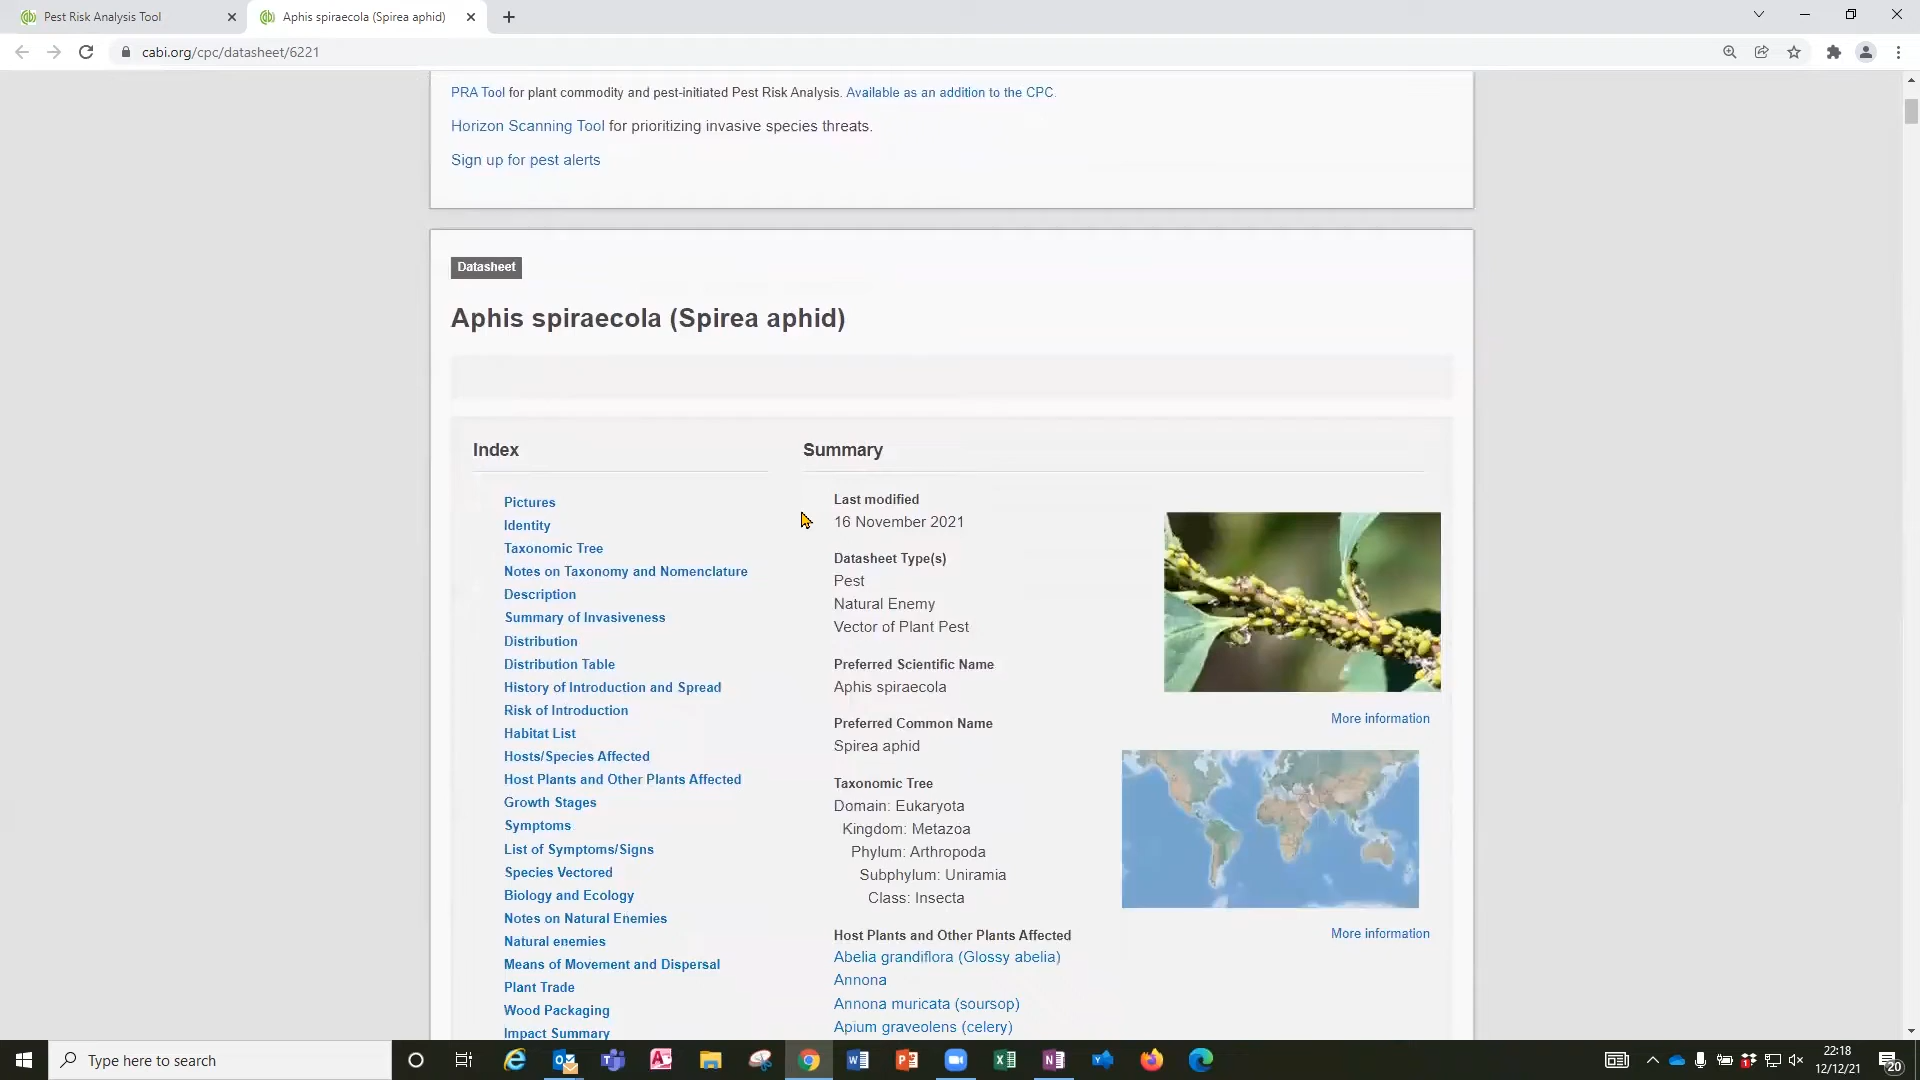 Pest Risk Analysis Tool
Aphis spiraecola (Spirea aphid)
cabi.org/cpc/datasheet/6221
PRA Tool for plant commodity and pest-initiated Pest Risk Analysis. Available as an addition to the CPC.
Horizon Scanning Tool for prioritizing invasive species threats.
Sign up for pest alerts
Datasheet
Aphis spiraecola (Spirea aphid)
Index
Pictures
Identity
Taxonomic Tree
Notes on Taxonomy and Nomenclature
Description
Summary of Invasiveness
Distribution
Distribution Table
History of Introduction and Spread
Risk of Introduction
Habitat List
Hosts/Species Affected
Host Plants and Other Plants Affected
Growth Stages
Symptoms
List of Symptoms/Signs
Species Vectored
Biology and Ecology
Notes on Natural Enemies
Natural enemies
Means of Movement and Dispersal
Plant Trade
Wood Packaging
Impact Summary
Summary
Last modified
16 November 2021
Datasheet Type(s)
Pest
Natural Enemy
Vector of Plant Pest
Preferred Scientific Name
Aphis spiraecola
Preferred Common Name
Spirea aphid
Taxonomic Tree
Domain: Eukaryota
Kingdom: Metazoa
Phylum: Arthropoda
Subphylum: Uniramia
Class: Insecta
Host Plants and Other Plants Affected
Abelia grandiflora (Glossy abelia)
Annona
Annona muricata (soursop)
Apium graveolens (celery)
More information
More information
Type here to search
22:18
12/12/21
20